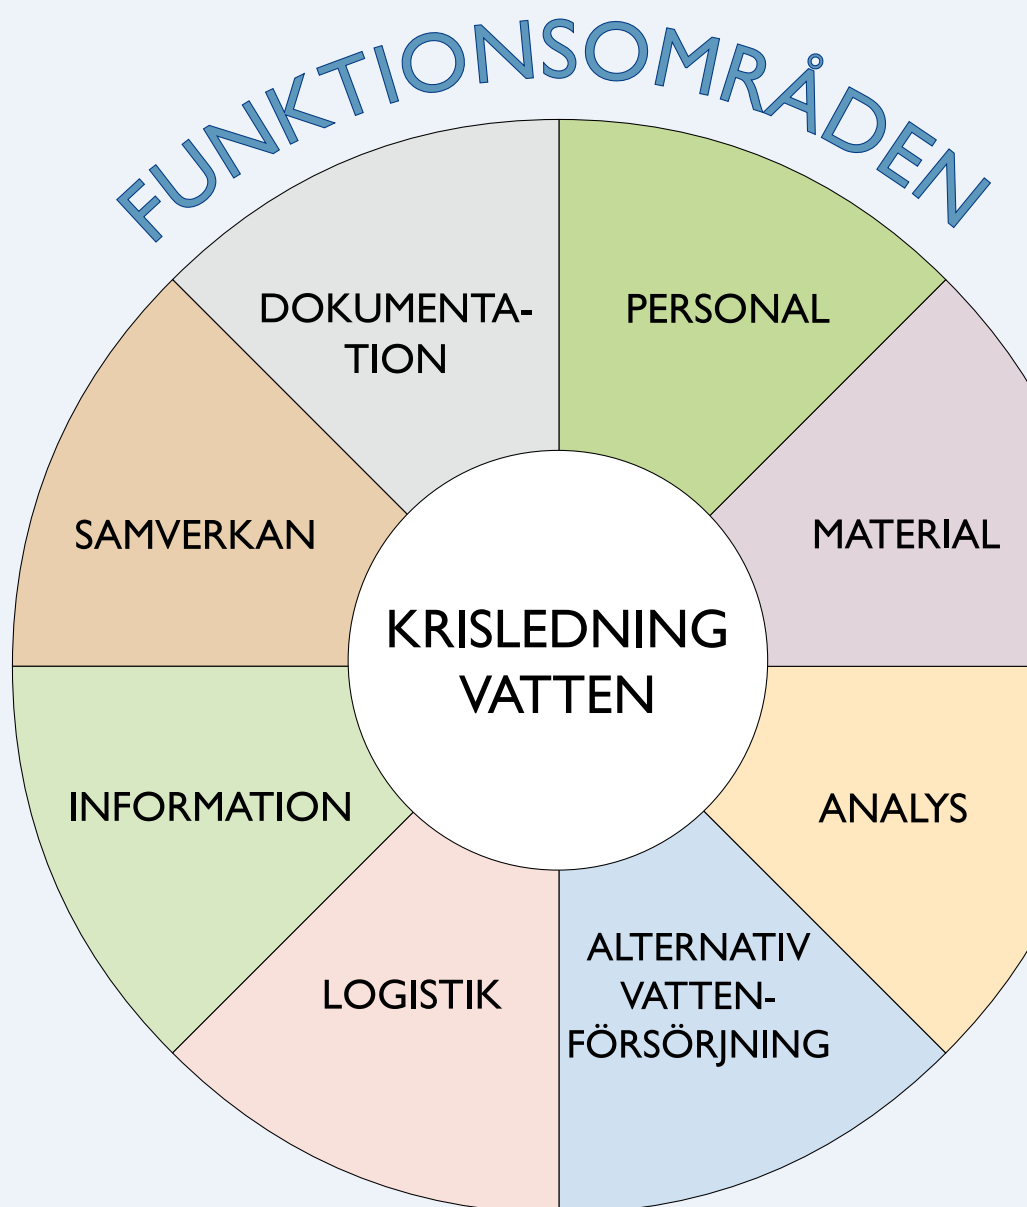 FUNKTIONSOMRÅDEN
DOKUMENTA-
TION
PERSONAL
SAMVERKAN
MATERIAL
KRISLEDNING
VATTEN
INFORMATION
ANALYS
LOGISTIK
ALTERNATIV
VATTEN-
FÖRSÖRJNING